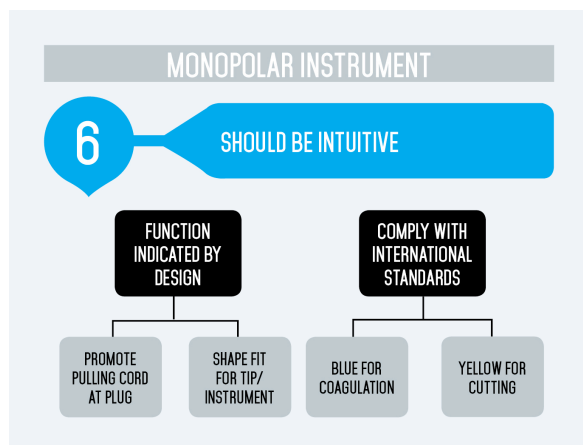 MONOPOLAR INSTRUMENT
6
SHOULD BE INTUITIVE
FUNCTION
INDICATED BY
DESIGN
COMPLY WITH
INTERNATIONAL
STANDARDS
PROMOTE
PULLING CORD
AT PLUG
SHAPE FIT
FOR TIP/
INSTRUMENT
BLUE FOR
COAGULATION
YELLOW FOR
CUTTING